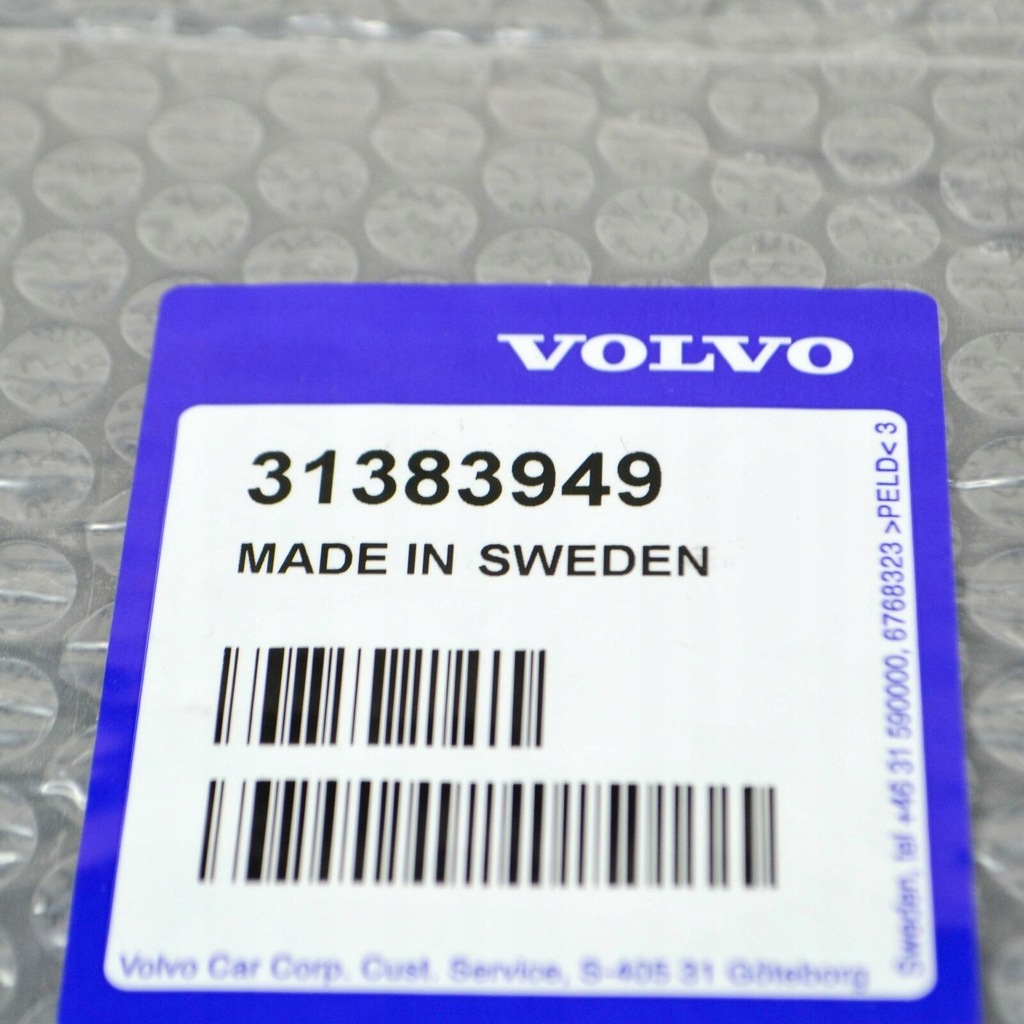 VOLVO
31383949
MADE IN SWEDEN
Volvo Car Corp. Cust. Service, S-405 31 Göteborg
Sweden, tel +46 31 590000, 6768323 >PELD< 3